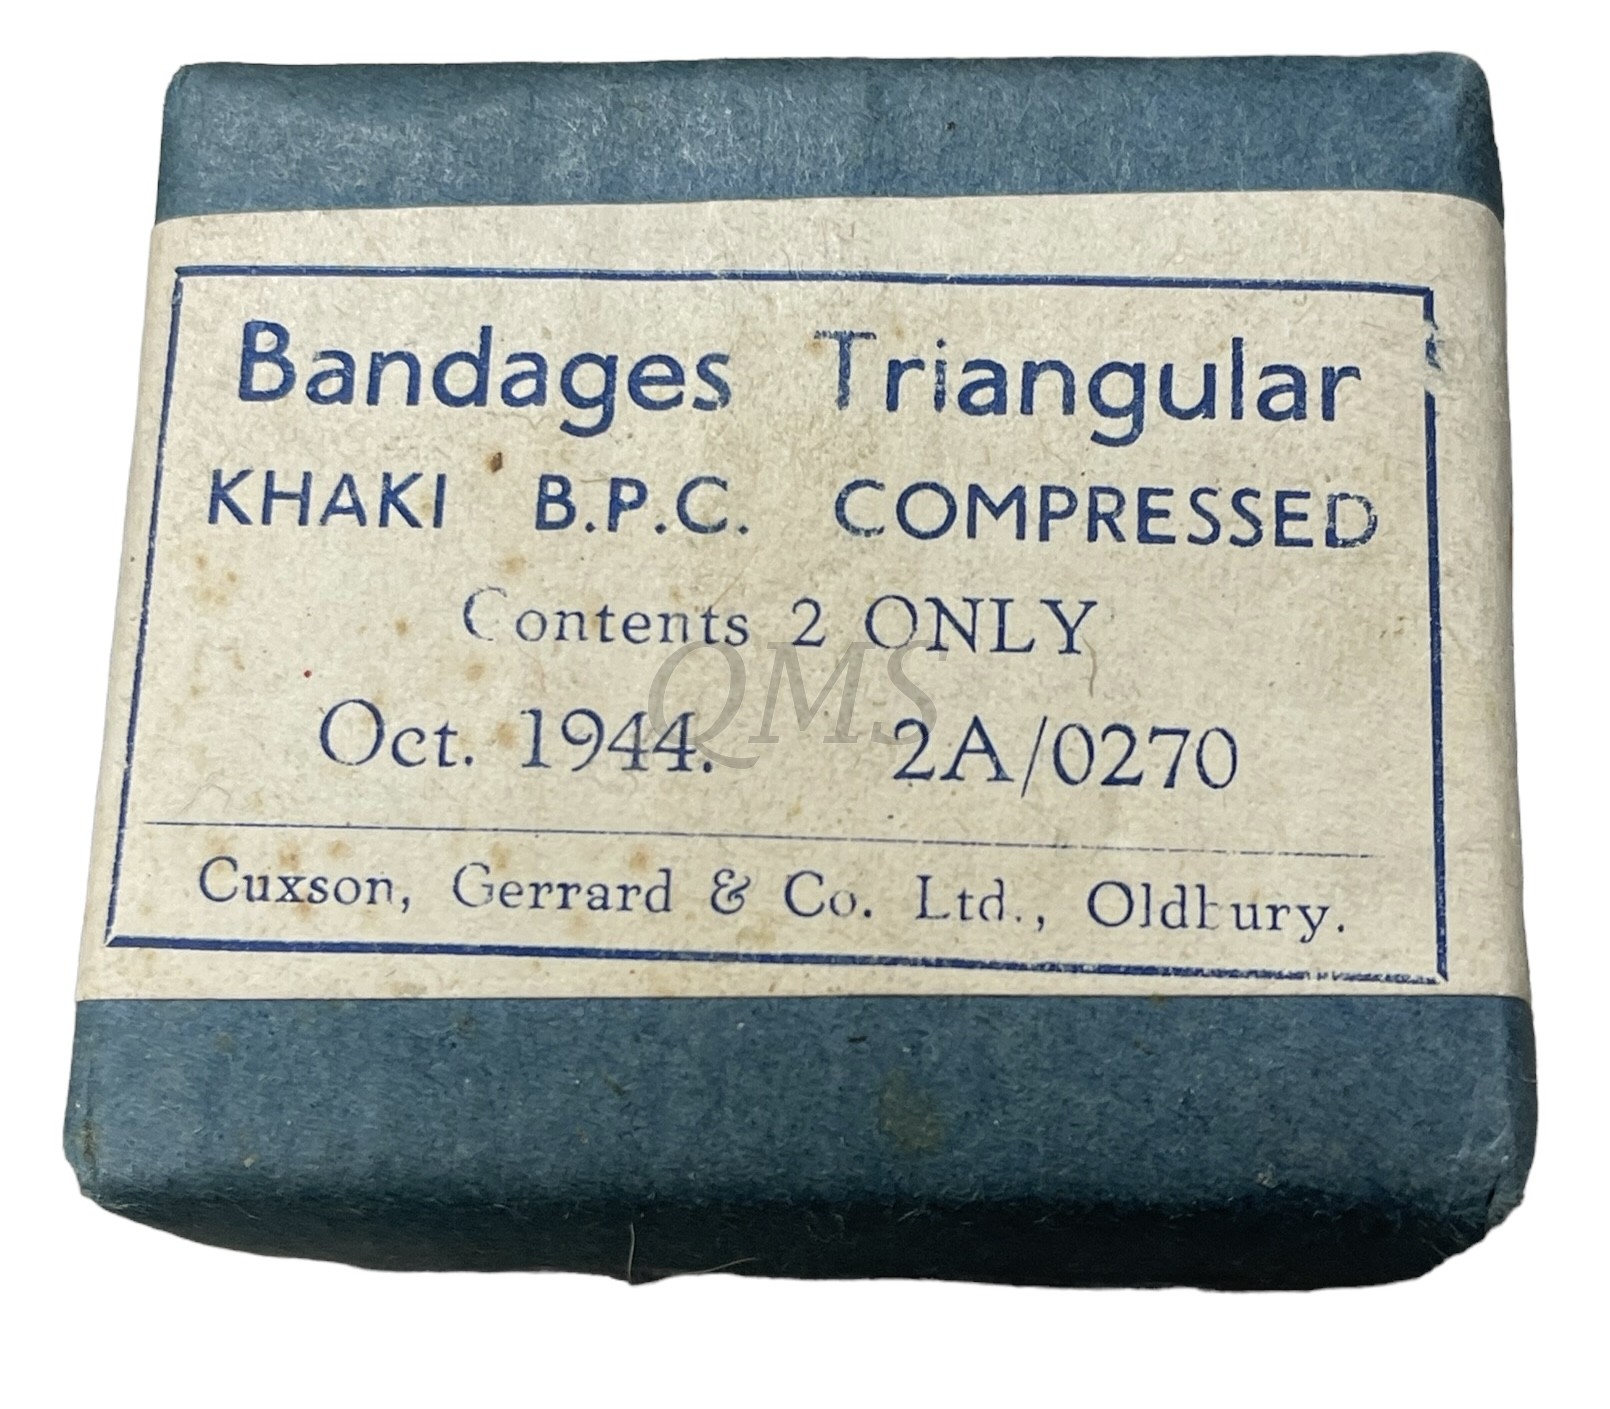 Bandages Triangular
KHAKI B.P.C. COMPRESSED
Contents 2 ONLY
QMS
Oct. 1944. 2A/0270
Cuxson, Gerrard & Co. Ltd., Oldbury.